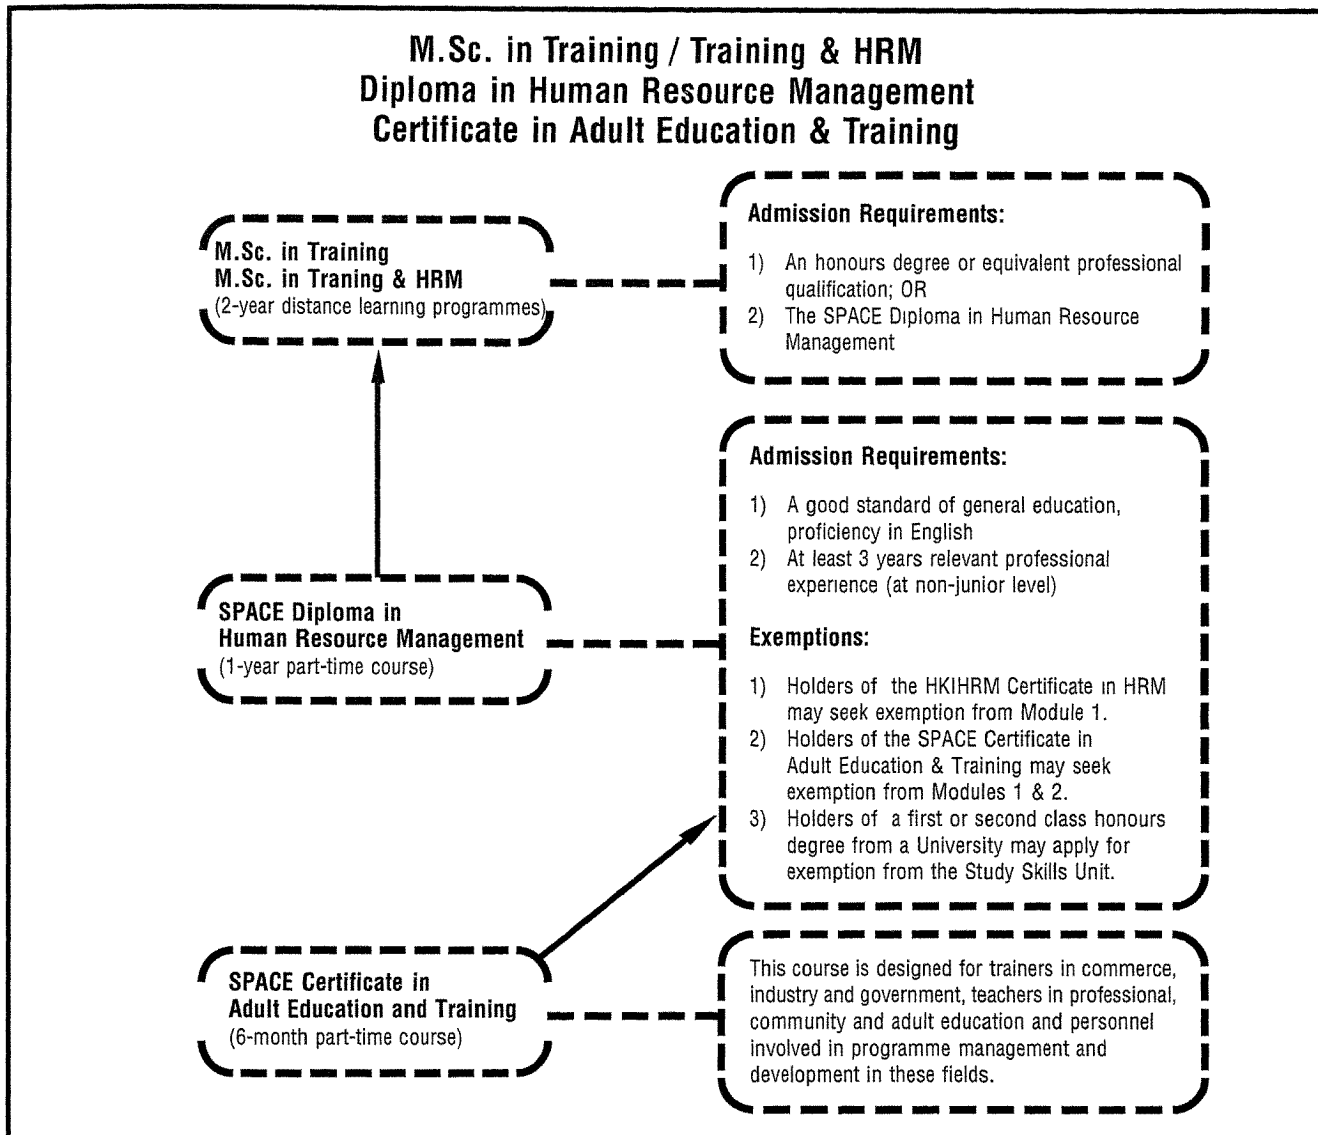 M.Sc. in Training / Training & HRM
Diploma in Human Resource Management
Certificate in Adult Education & Training
M.Sc. in Training
M.Sc. in Traning & HRM
(2-year distance learning programmes)
Admission Requirements:
1) An honours degree or equivalent professional
qualification; OR
2) The SPACE Diploma in Human Resource
Management
SPACE Diploma in
Human Resource Management
(1-year part-time course)
Admission Requirements:
1) A good standard of general education,
proficiency in English
2) At least 3 years relevant professional
experience (at non-junior level)
Exemptions:
1) Holders of the HKIHRM Certificate in HRM
may seek exemption from Module 1.
2) Holders of the SPACE Certificate in
Adult Education & Training may seek
exemption from Modules 1 & 2.
3) Holders of a first or second class honours
degree from a University may apply for
exemption from the Study Skills Unit.
SPACE Certificate in
Adult Education and Training
(6-month part-time course)
This course is designed for trainers in commerce,
industry and government, teachers in professional,
community and adult education and personnel
involved in programme management and
development in these fields.